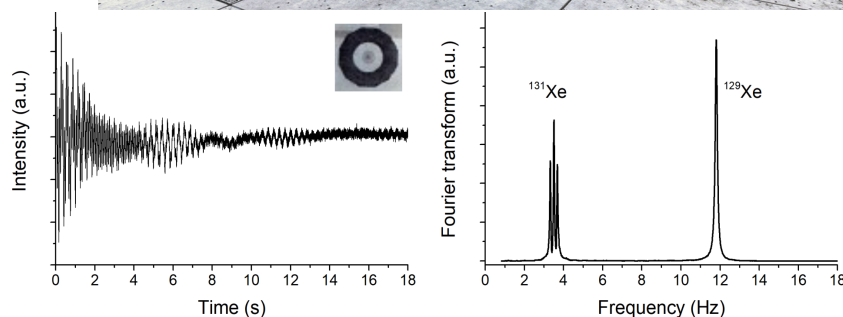 Intensity (a.u.)
0 2 4 6 8 10 12 14 16 18
Time (s)
Fourier transform (a.u.)
¹³¹Xe
¹²⁹Xe
0 2 4 6 8 10 12 14 16 18
Frequency (Hz)